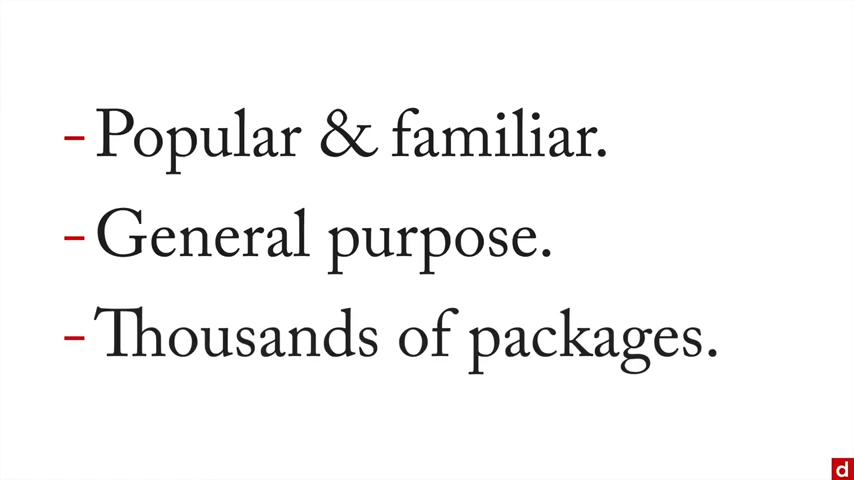 - Popular & familiar.
- General purpose.
- Thousands of packages.
d